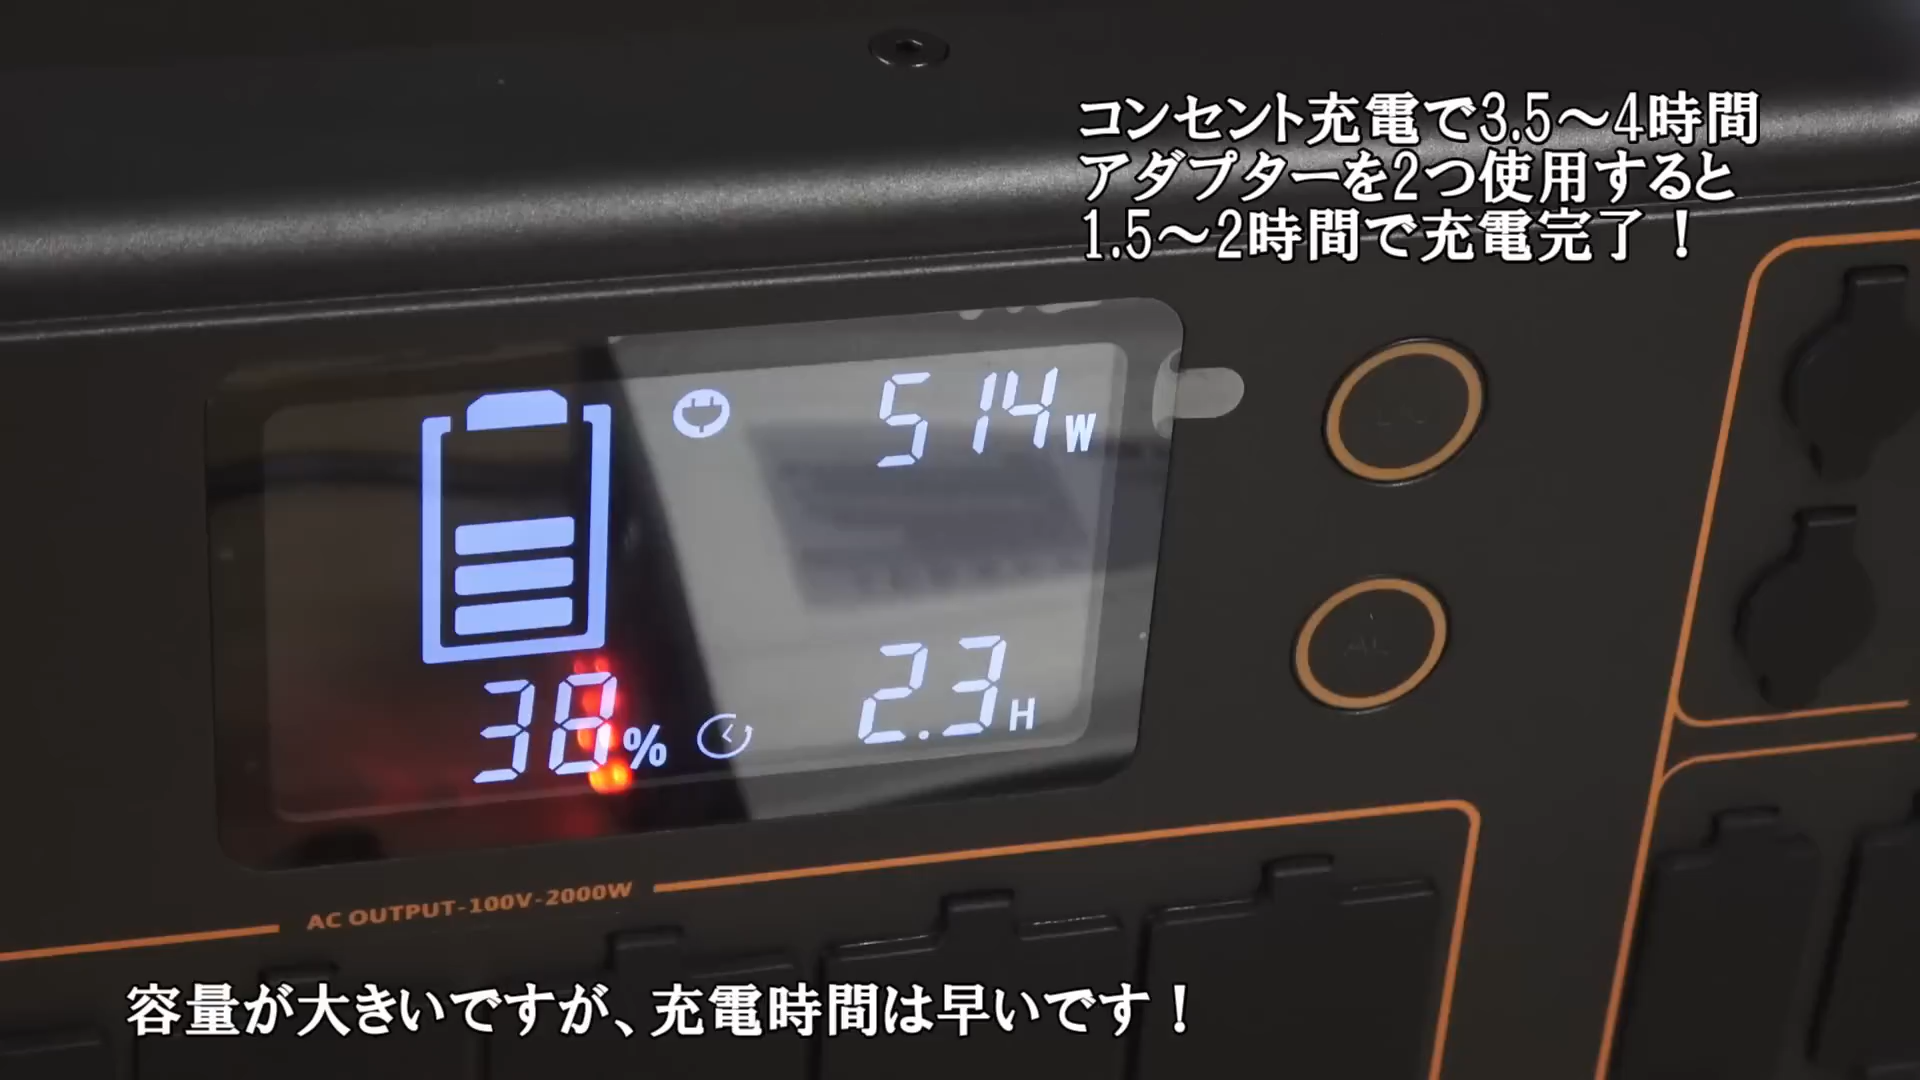 コンセント充電で3.5～4時間
アダプターを2つ使用すると
1.5～2時間で充電完了！
514W
38%
2.3H
AC
AC OUTPUT-100V-2000W
容量が大きいですが、充電時間は早いです！